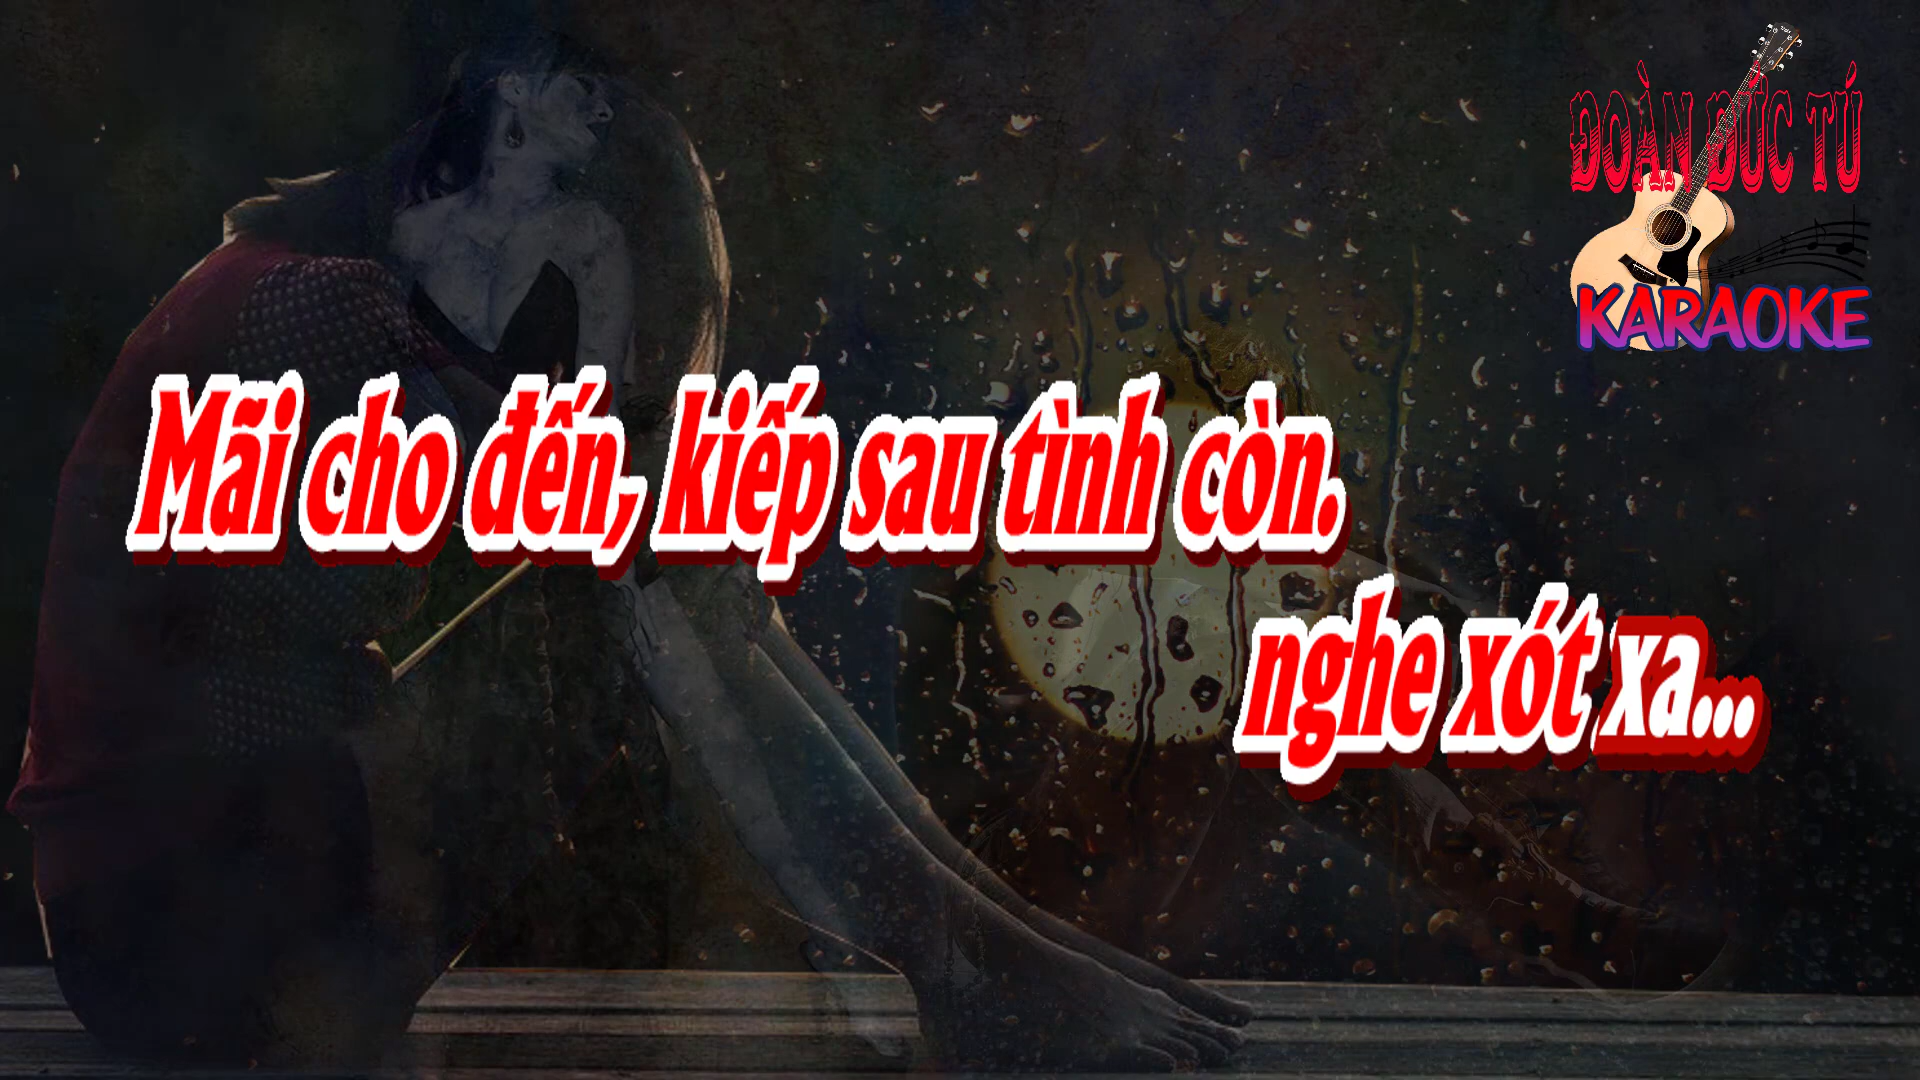 ĐOÀN ĐỨC TÚ
KARAOKE
Mãi cho đến, kiếp sau tình còn.
nghe xót xa...